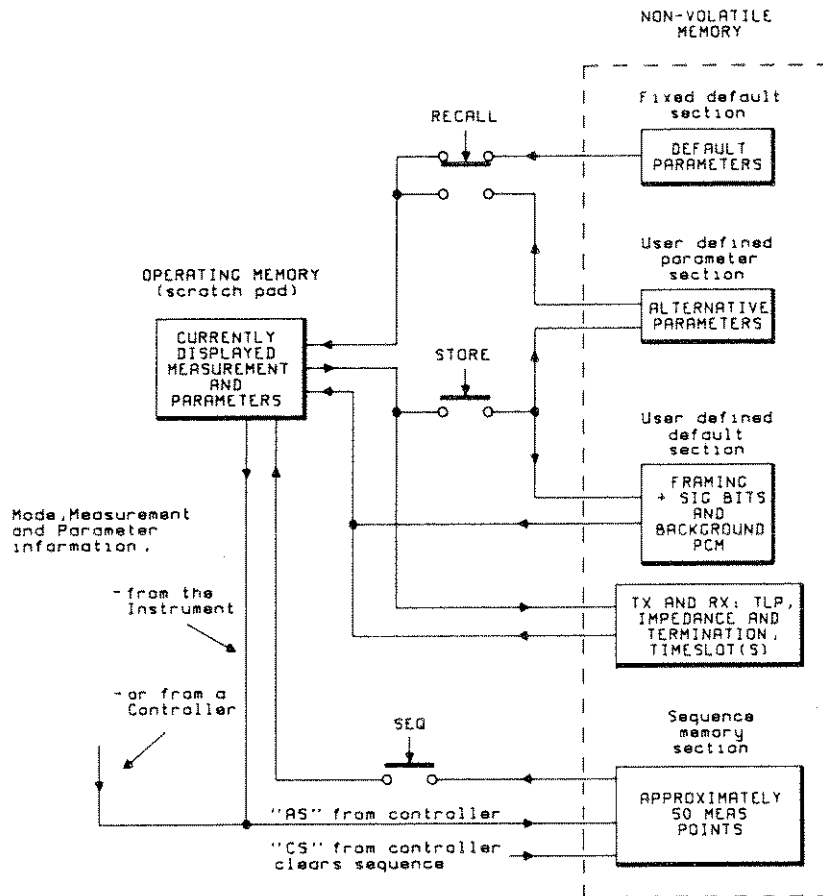 NON-VOLATILE
MEMORY
Fixed default
section
RECALL
DEFAULT
PARAMETERS
User defined
parameter
section
OPERATING MEMORY
(scratch pad)
ALTERNATIVE
PARAMETERS
CURRENTLY
DISPLAYED
MEASUREMENT
AND
PARAMETERS
STORE
User defined
default
section
FRAMING
+ SIG BITS
AND
BACKGROUND
PCM
Mode,Measurement
and Parameter
information.
-from the
Instrument
TX AND RX: TLP,
IMPEDANCE AND
TERMINATION,
TIMESLOT(S)
-or from a
Controller
SEQ
Sequence
memory
section
APPROXIMATELY
50 MEAS
POINTS
"AS" from controller
"CS" from controller
clears sequence